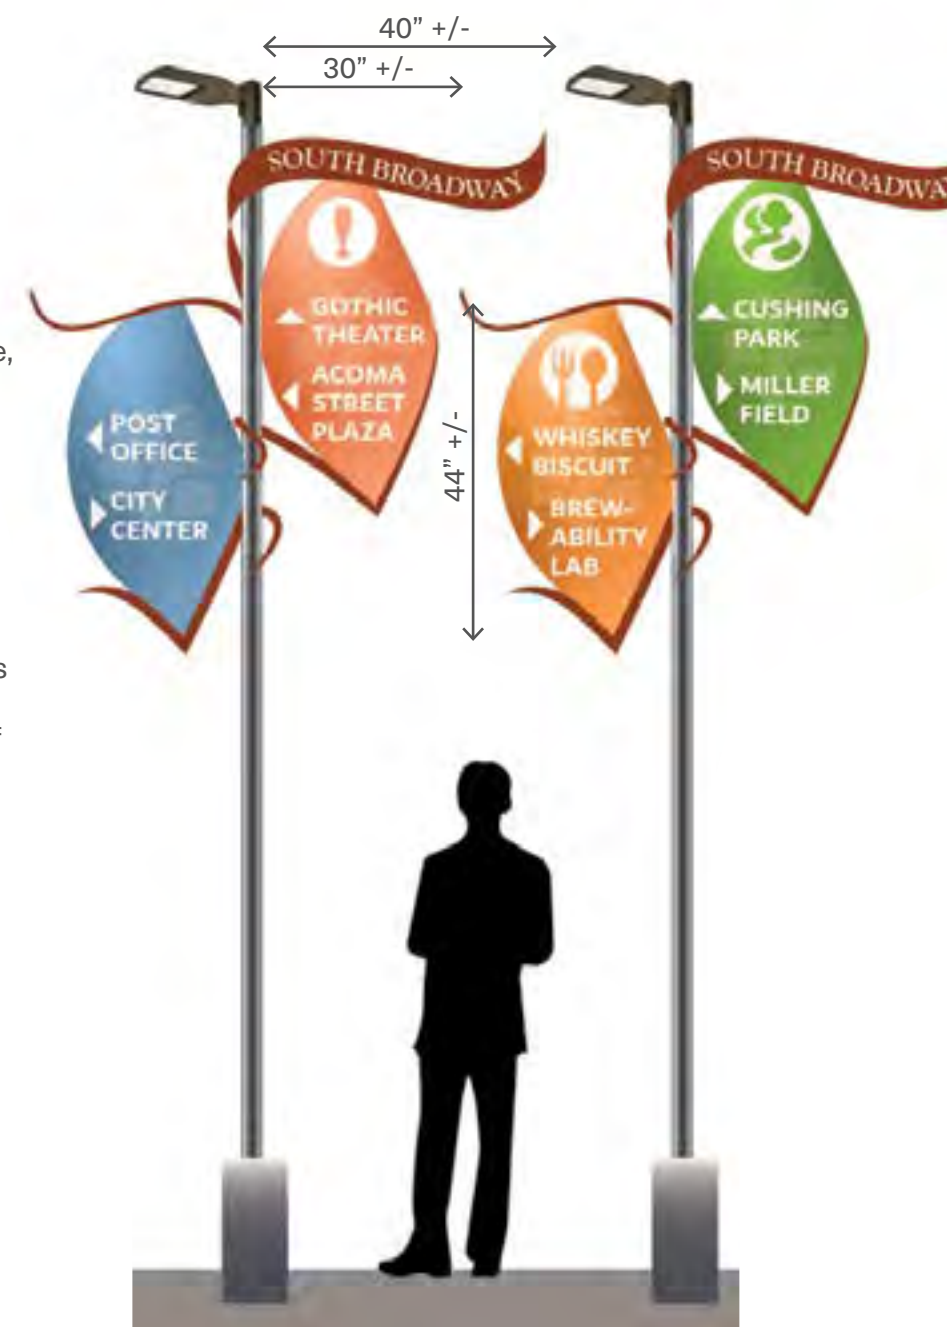 40” +/-
30” +/-
SOUTH BROADWAY
GOTHIC
THEATER
ACOMA
STREET
PLAZA
POST
OFFICE
CITY
CENTER
44” +/-
SOUTH BROADWAY
CUSHING
PARK
MILLER
FIELD
WHISKEY
BISCUIT
BREW-
ABILITY
LAB
e,
s